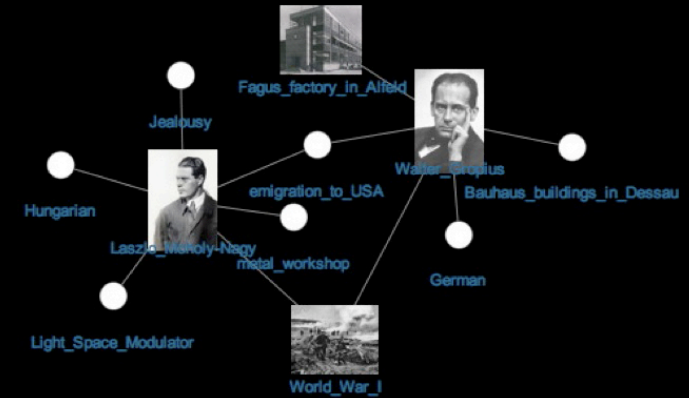 Fagus_factory_in_Alfeld
Jealousy
Walter_Gropius
emigration_to_USA
Bauhaus_buildings_in_Dessau
Hungarian
Laszlo_Moholy-Nagy
metal_workshop
German
Light_Space_Modulator
World_War_I